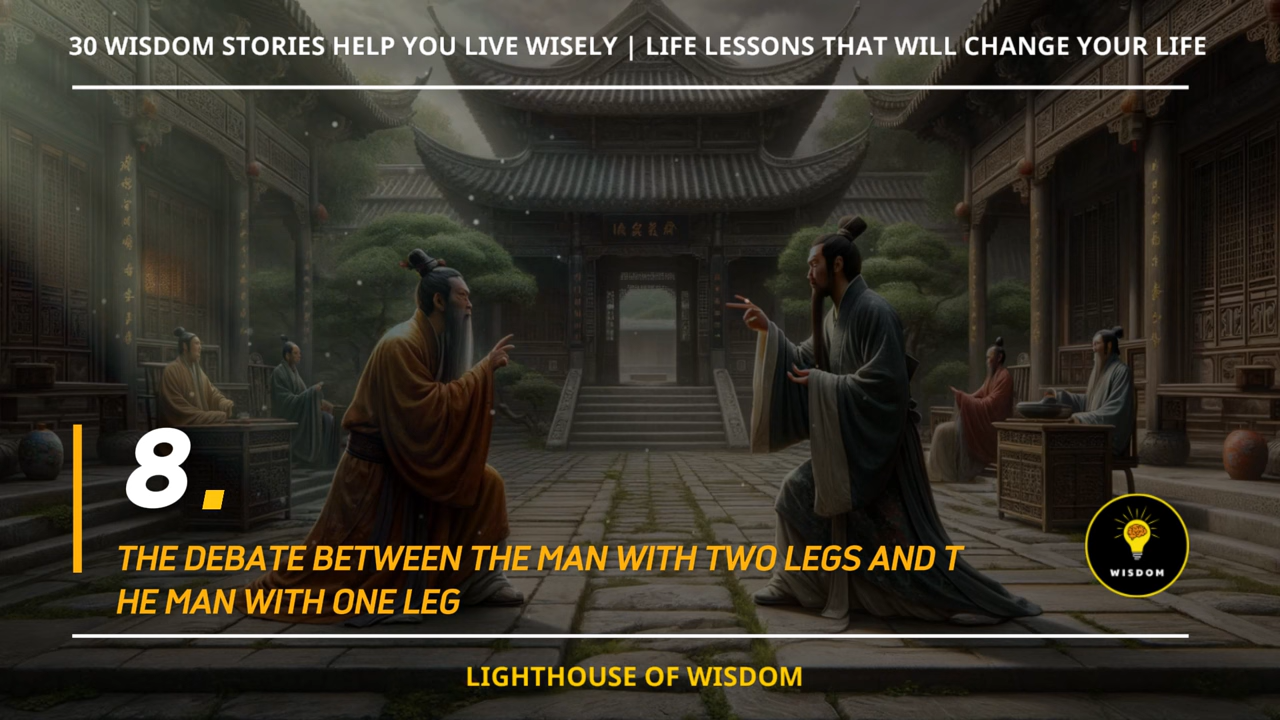 30 WISDOM STORIES HELP YOU LIVE WISELY | LIFE LESSONS THAT WILL CHANGE YOUR LIFE
8.
THE DEBATE BETWEEN THE MAN WITH TWO LEGS AND T
HE MAN WITH ONE LEG
WISDOM
LIGHTHOUSE OF WISDOM